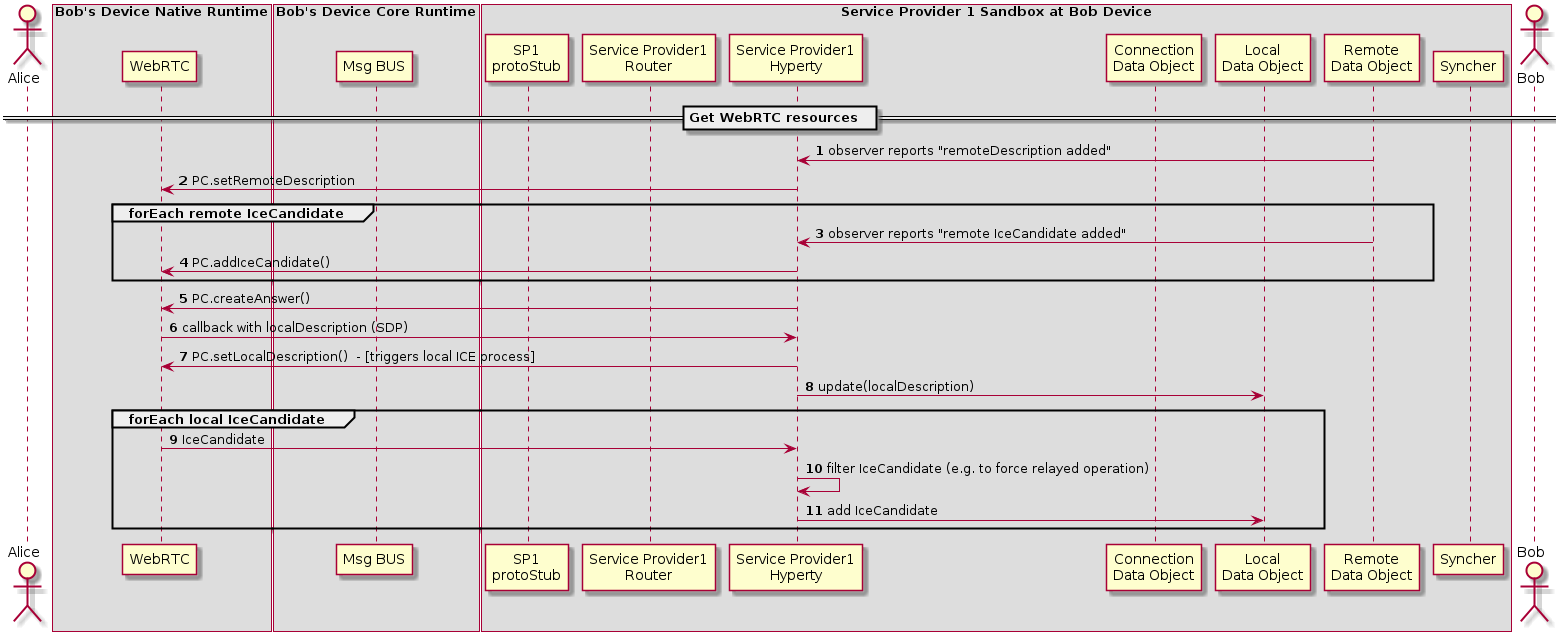 Bob's Device Native Runtime
Bob's Device Core Runtime
Service Provider 1 Sandbox at Bob Device
Alice
WebRTC
Msg BUS
SP1
protoStub
Service Provider1
Router
Service Provider1
Hyperty
Connection
Data Object
Local
Data Object
Remote
Data Object
Syncher
Bob
Get WebRTC resources
1 observer reports "remoteDescription added"
2 PC.setRemoteDescription
forEach remote IceCandidate
3 observer reports "remote IceCandidate added"
4 PC.addIceCandidate()
5 PC.createAnswer()
6 callback with localDescription (SDP)
7 PC.setLocalDescription()  - [triggers local ICE process]
8 update(localDescription)
forEach local IceCandidate
9 IceCandidate
10 filter IceCandidate (e.g. to force relayed operation)
11 add IceCandidate
Alice
WebRTC
Msg BUS
SP1
protoStub
Service Provider1
Router
Service Provider1
Hyperty
Connection
Data Object
Local
Data Object
Remote
Data Object
Syncher
Bob